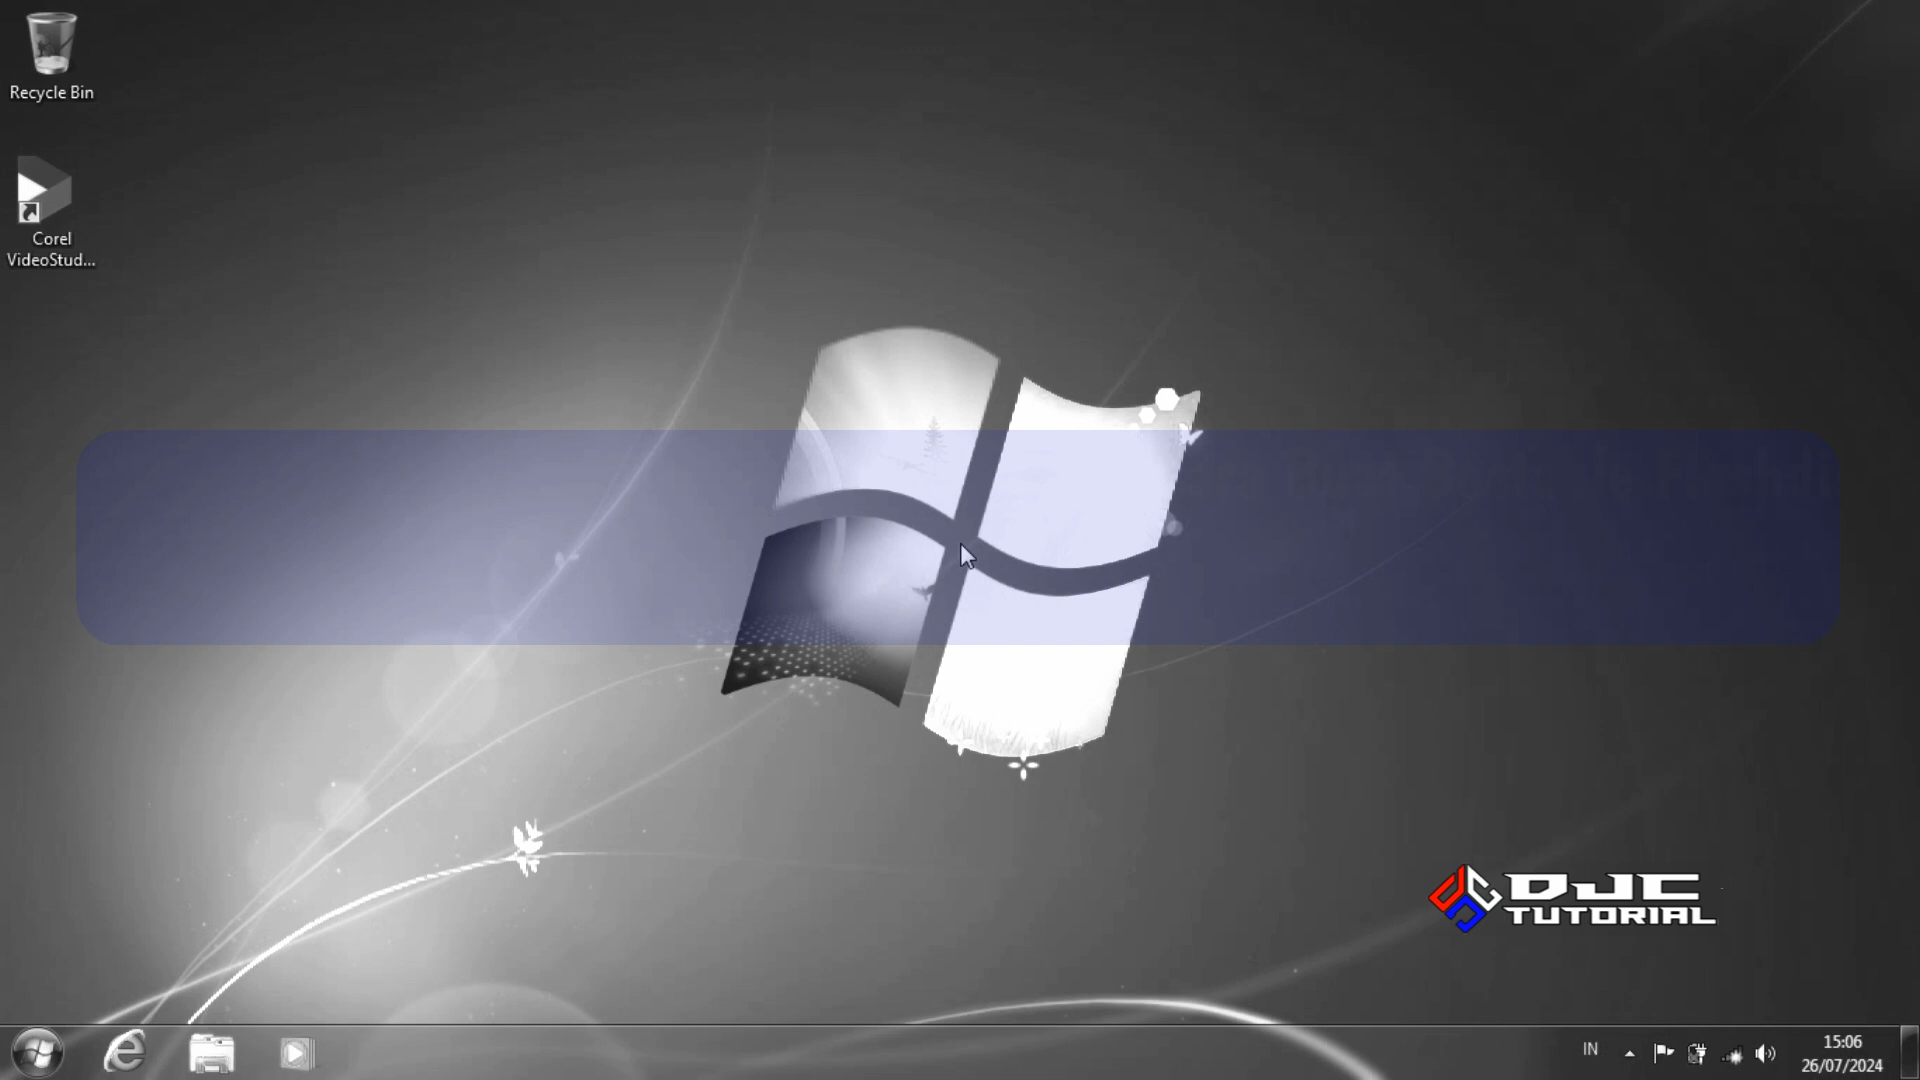 Recycle Bin
Corel
VideoStud...
DJC
TUTORIAL
IN
15:06
26/07/2024